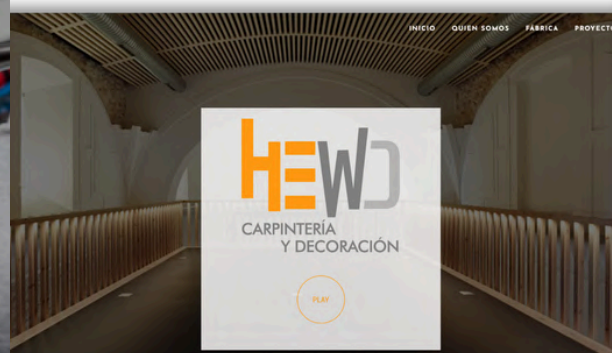 INICIO QUIEN SOMOS FÁBRICA PROYECTO
HEWD
CARPINTERÍA
Y DECORACIÓN
PLAY